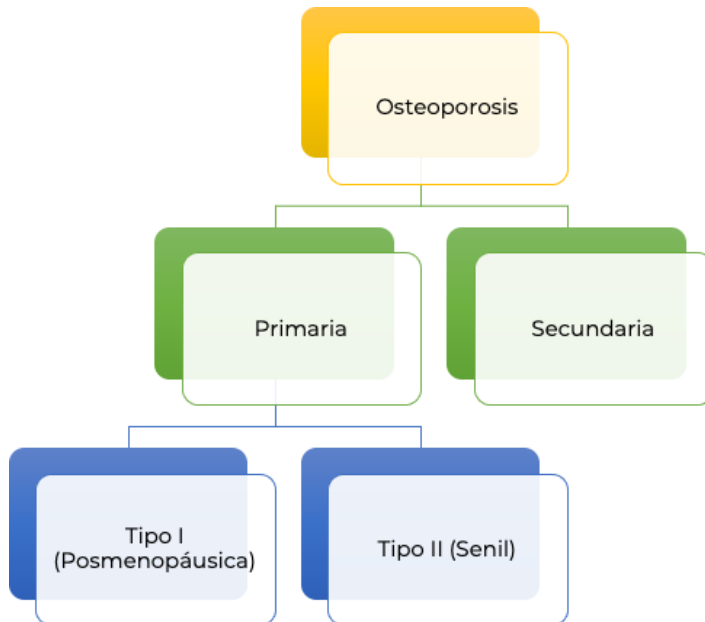 Osteoporosis
Primaria
Secundaria
Tipo I
(Posmenopáusica)
Tipo II (Senil)